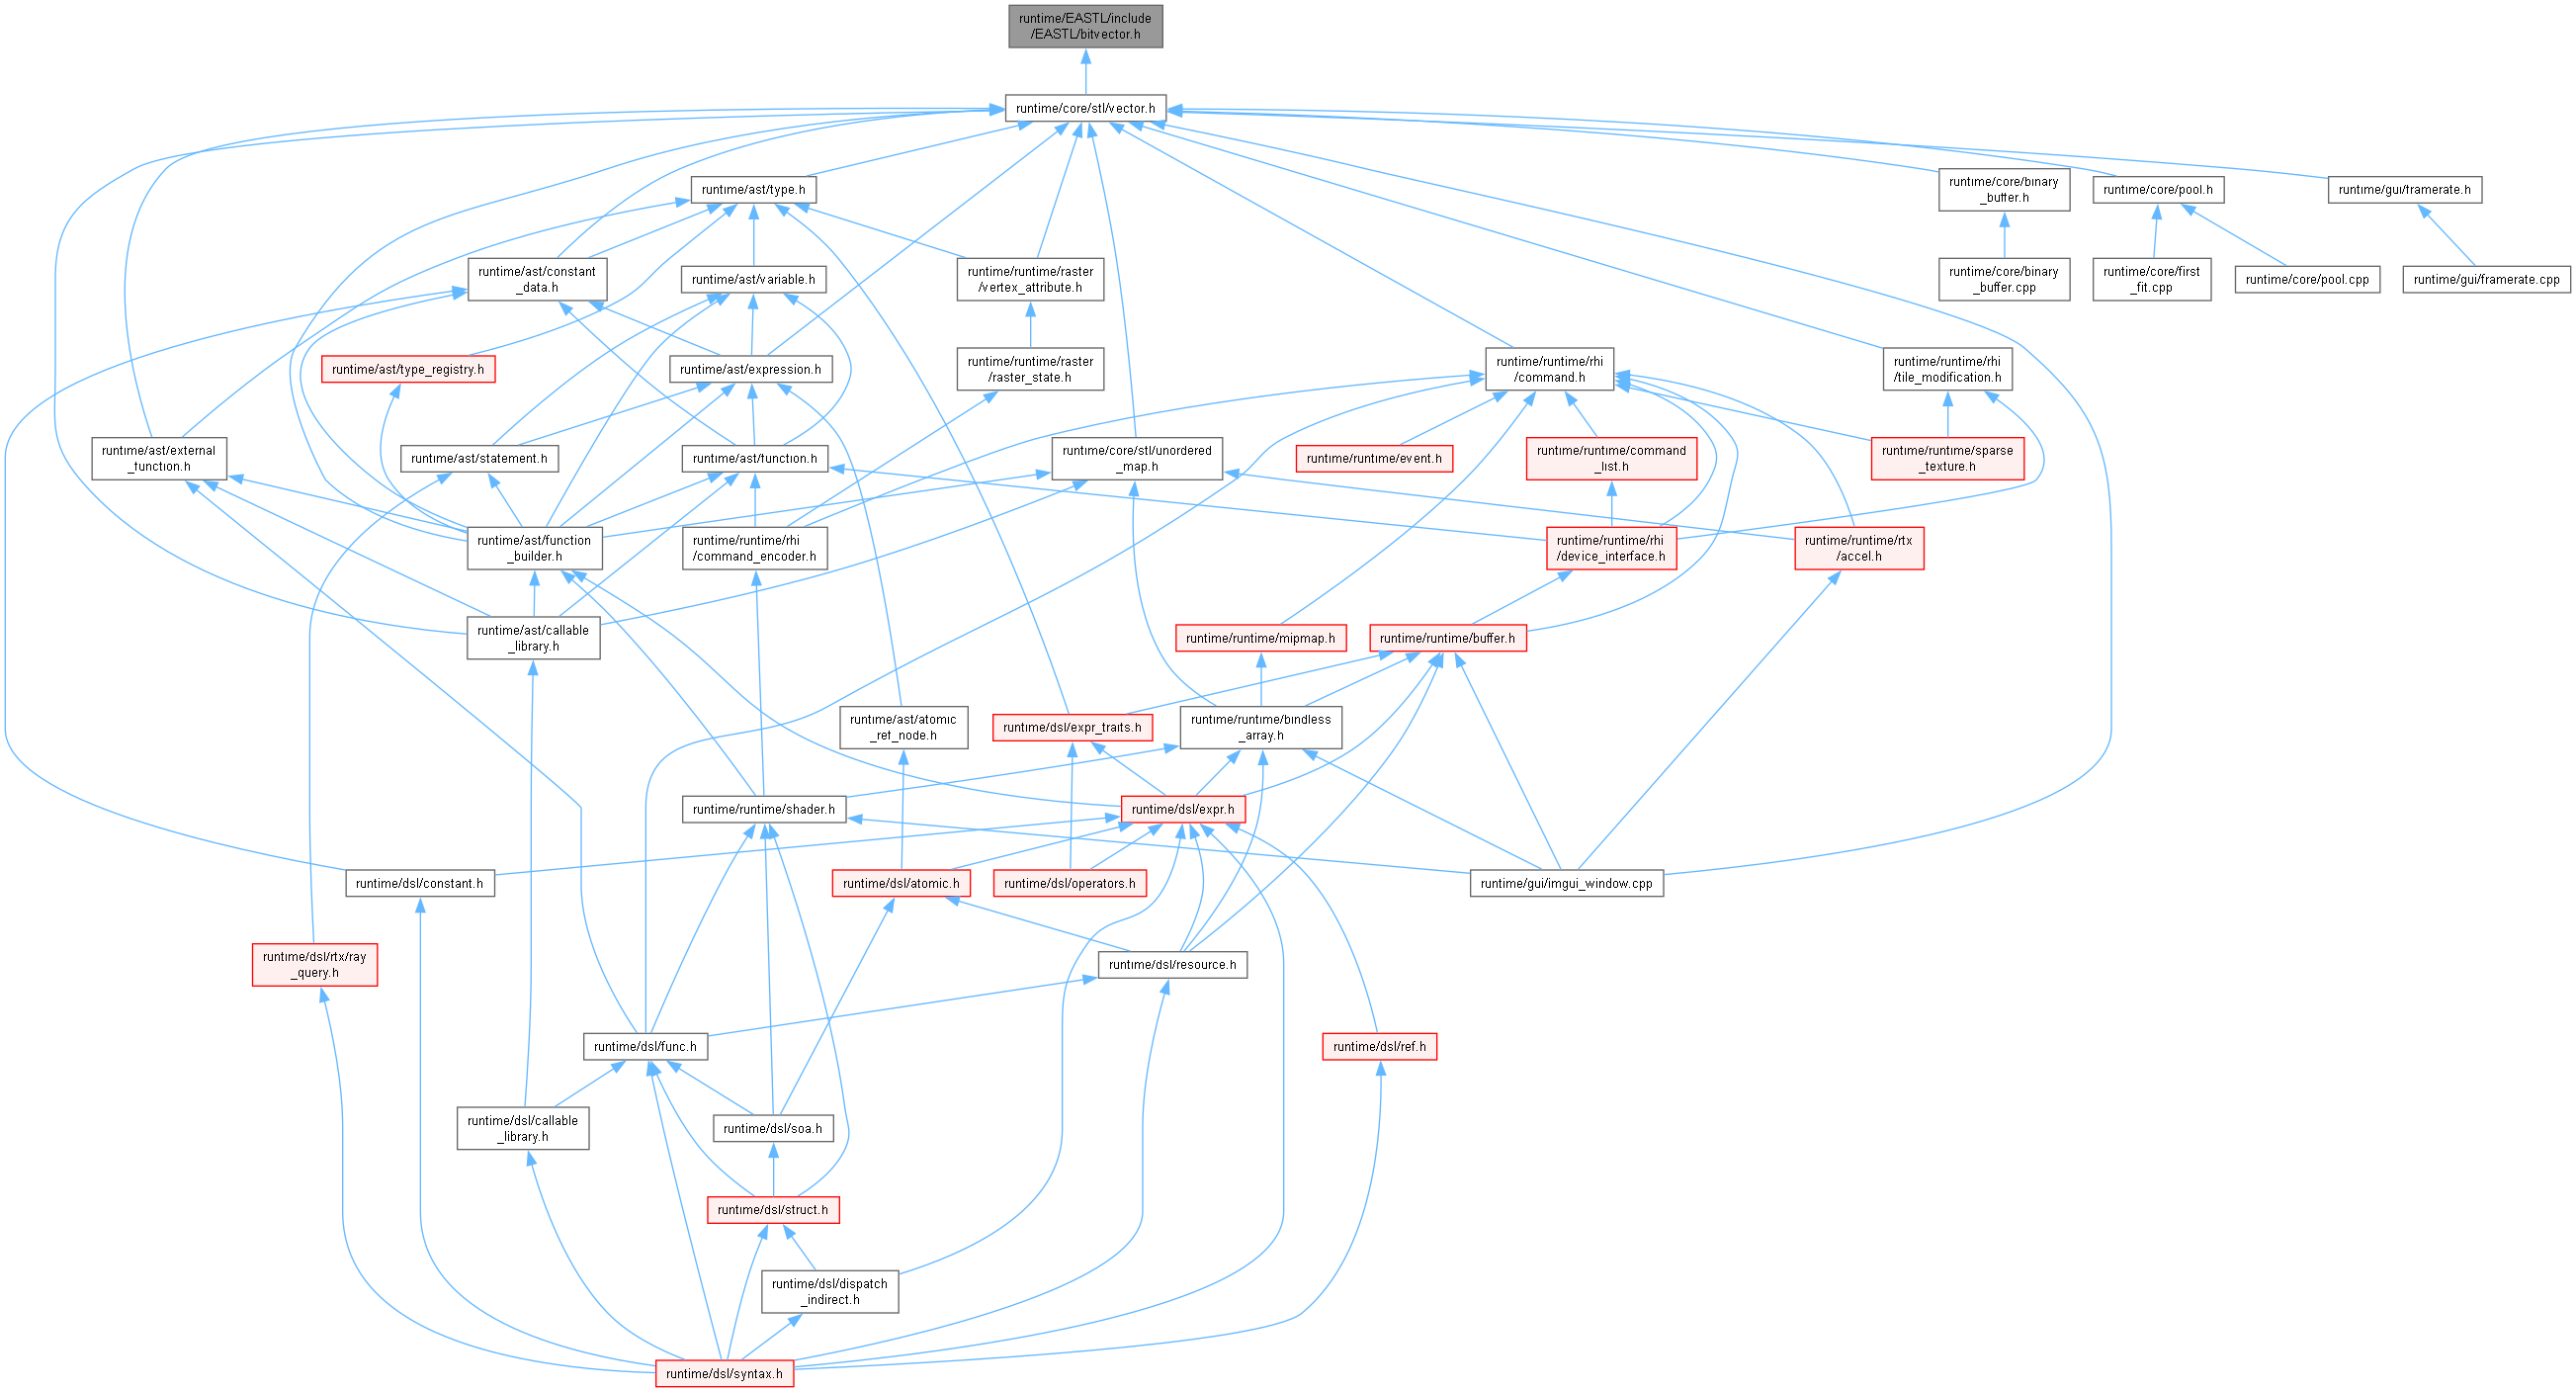 runtime/EASTL/include
/EASTL/bitvector.h
runtime/core/stl/vector.h
runtime/ast/type.h
runtime/core/binary
_buffer.h
runtime/core/pool.h
runtime/gui/framerate.h
runtime/ast/constant
_data.h
runtime/ast/variable.h
runtime/runtime/raster
/vertex_attribute.h
runtime/core/binary
_buffer.cpp
runtime/core/first
_fit.cpp
runtime/core/pool.cpp
runtime/gui/framerate.cpp
runtime/ast/type_registry.h
runtime/ast/expression.h
runtime/runtime/raster
/raster_state.h
runtime/runtime/rhi
/command.h
runtime/runtime/rhi
/tile_modification.h
runtime/ast/external
_function.h
runtime/ast/statement.h
runtime/ast/function.h
runtime/core/stl/unordered
_map.h
runtime/runtime/event.h
runtime/runtime/command
_list.h
runtime/runtime/sparse
_texture.h
runtime/ast/function
_builder.h
runtime/runtime/rhi
/command_encoder.h
runtime/runtime/rhi
/device_interface.h
runtime/runtime/rtx
/accel.h
runtime/ast/callable
_library.h
runtime/runtime/mipmap.h
runtime/runtime/buffer.h
runtime/ast/atomic
_ref_node.h
runtime/dsl/expr_traits.h
runtime/runtime/bindless
_array.h
runtime/runtime/shader.h
runtime/dsl/expr.h
runtime/dsl/constant.h
runtime/dsl/atomic.h
runtime/dsl/operators.h
runtime/gui/imgui_window.cpp
runtime/dsl/rtx/ray
_query.h
runtime/dsl/resource.h
runtime/dsl/func.h
runtime/dsl/ref.h
runtime/dsl/callable
_library.h
runtime/dsl/soa.h
runtime/dsl/struct.h
runtime/dsl/dispatch
_indirect.h
runtime/dsl/syntax.h